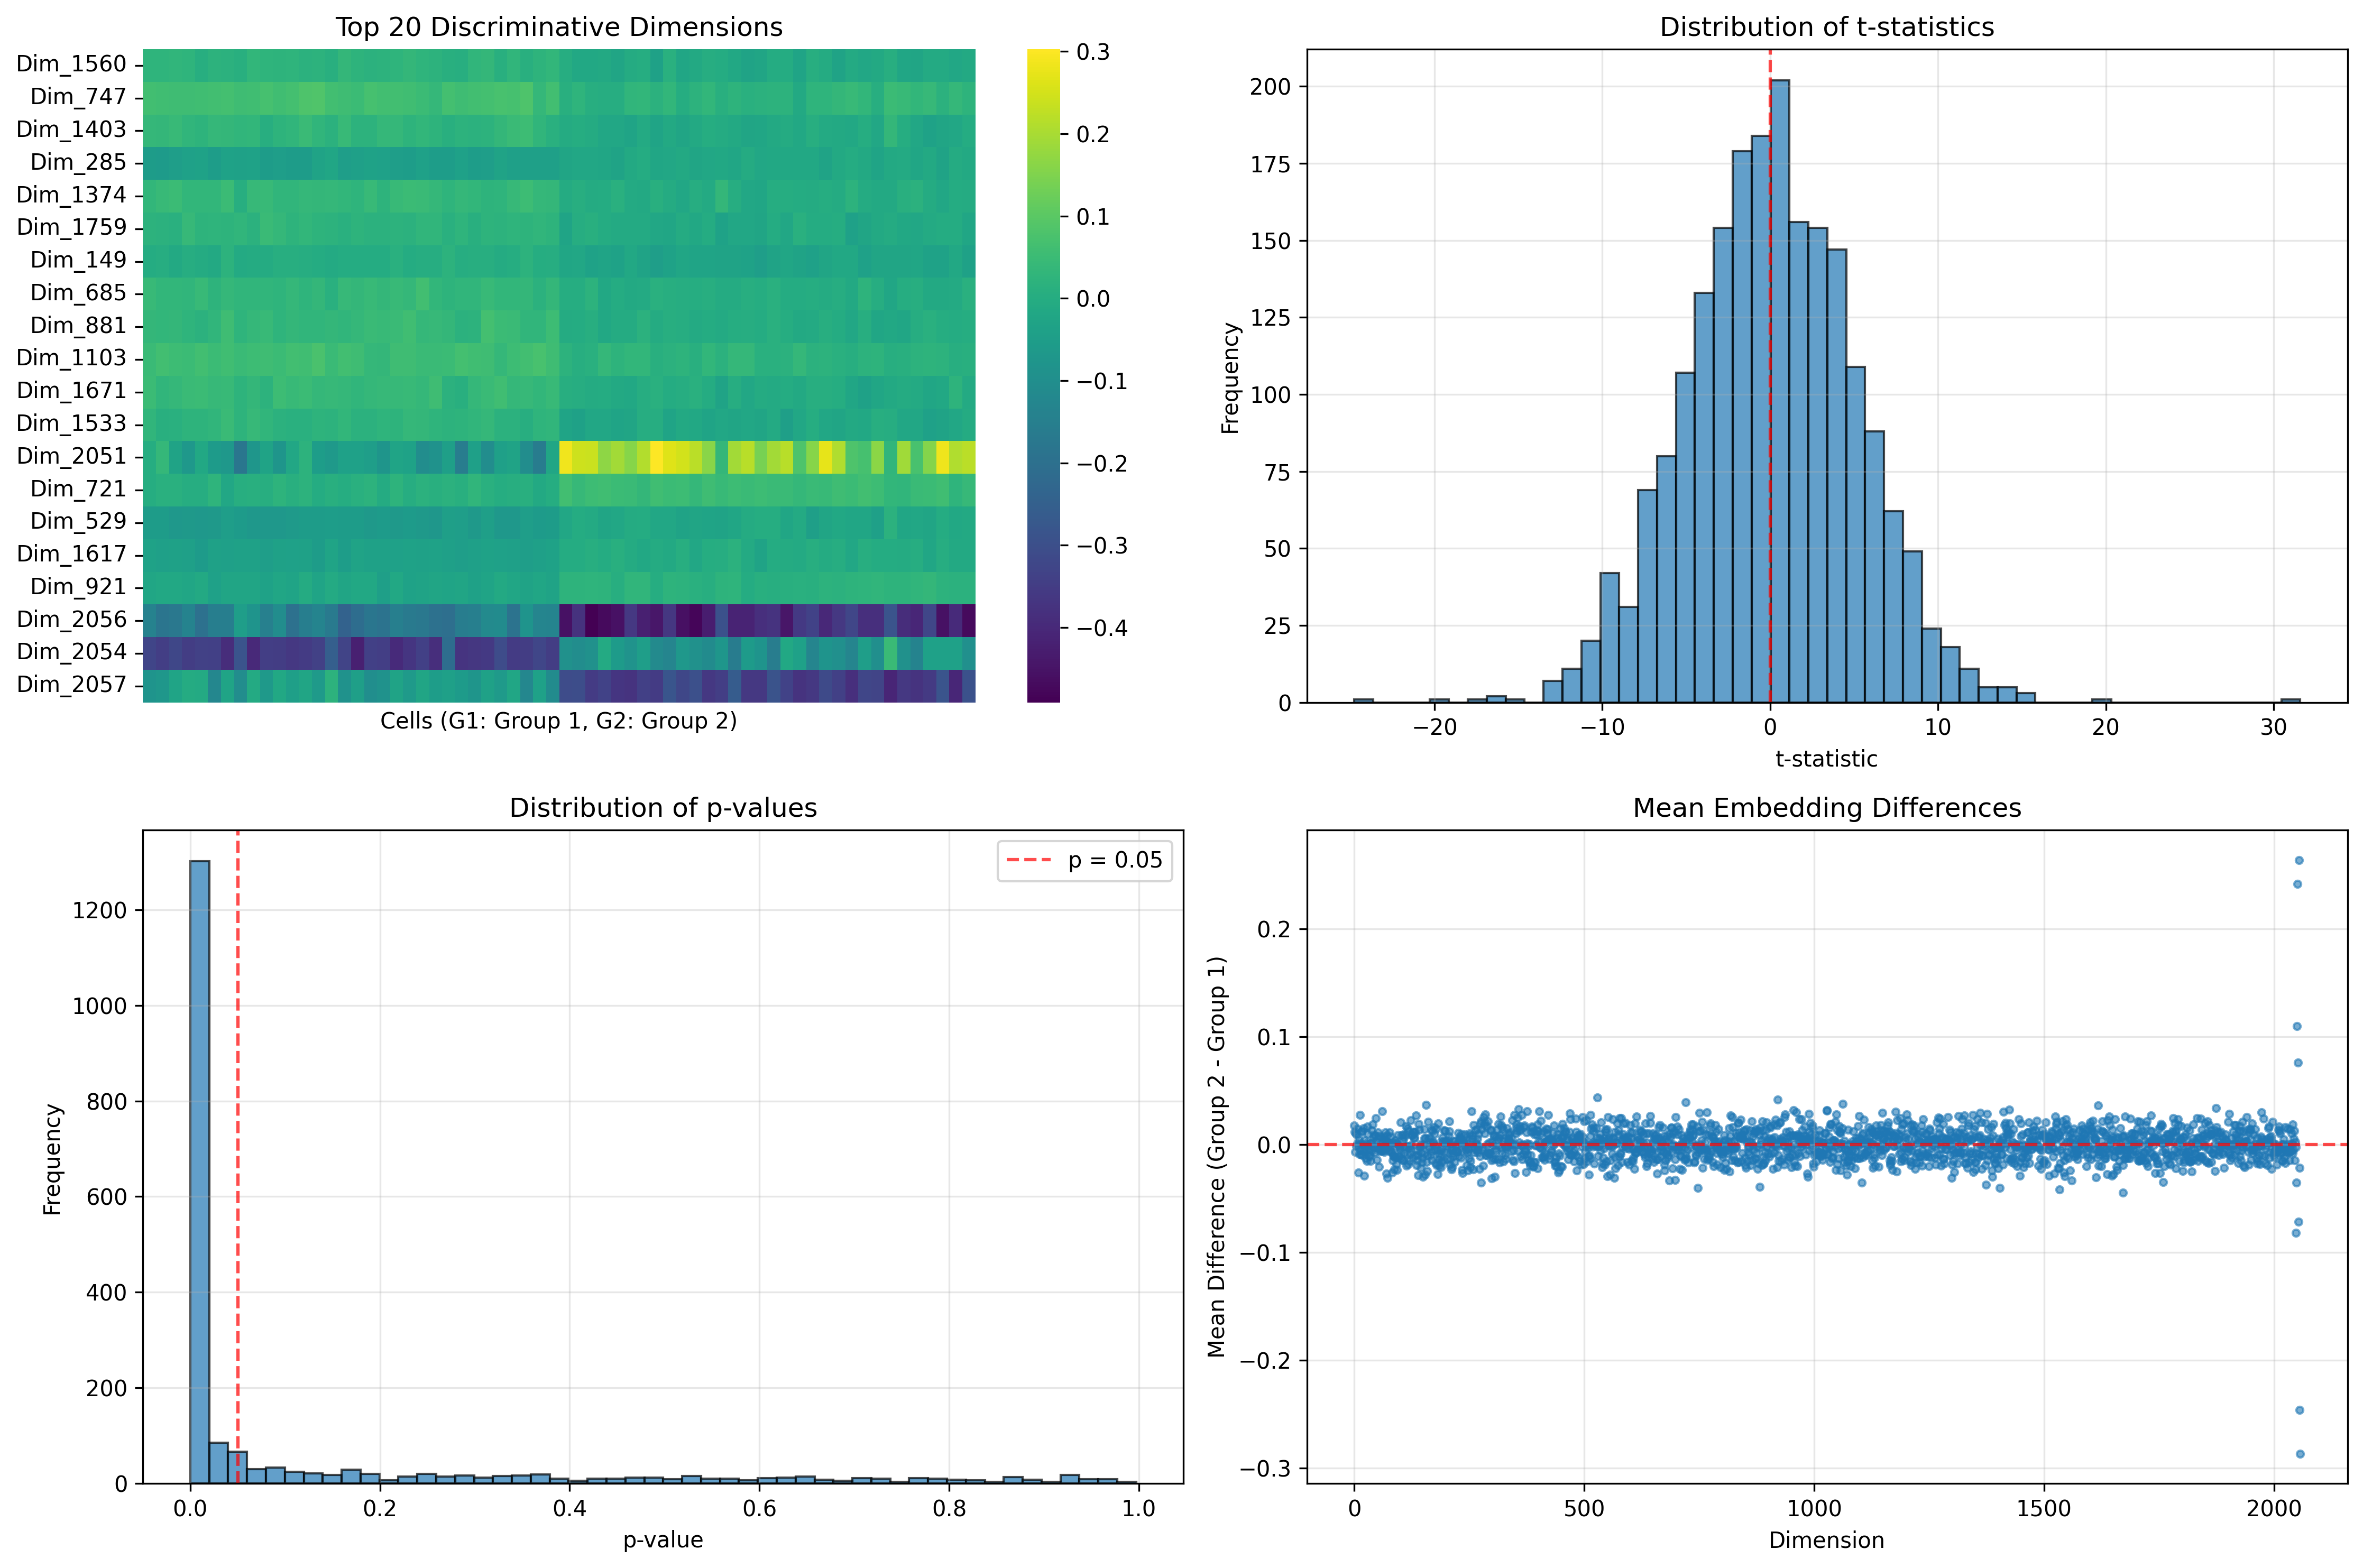 Top 20 Discriminative Dimensions
Dim_1560
Dim_747
Dim_1403
Dim_285
Dim_1374
Dim_1759
Dim_149
Dim_685
Dim_881
Dim_1103
Dim_1671
Dim_1533
Dim_2051
Dim_721
Dim_529
Dim_1617
Dim_921
Dim_2056
Dim_2054
Dim_2057
Cells (G1: Group 1, G2: Group 2)
0.3
0.2
0.1
0.0
−0.1
−0.2
−0.3
−0.4
Distribution of t-statistics
Frequency
200
175
150
125
100
75
50
25
0
−20
−10
0
10
20
30
t-statistic
Distribution of p-values
p = 0.05
Frequency
1200
1000
800
600
400
200
0
0.0
0.2
0.4
0.6
0.8
1.0
p-value
Mean Embedding Differences
Mean Difference (Group 2 - Group 1)
0.2
0.1
0.0
−0.1
−0.2
−0.3
0
500
1000
1500
2000
Dimension